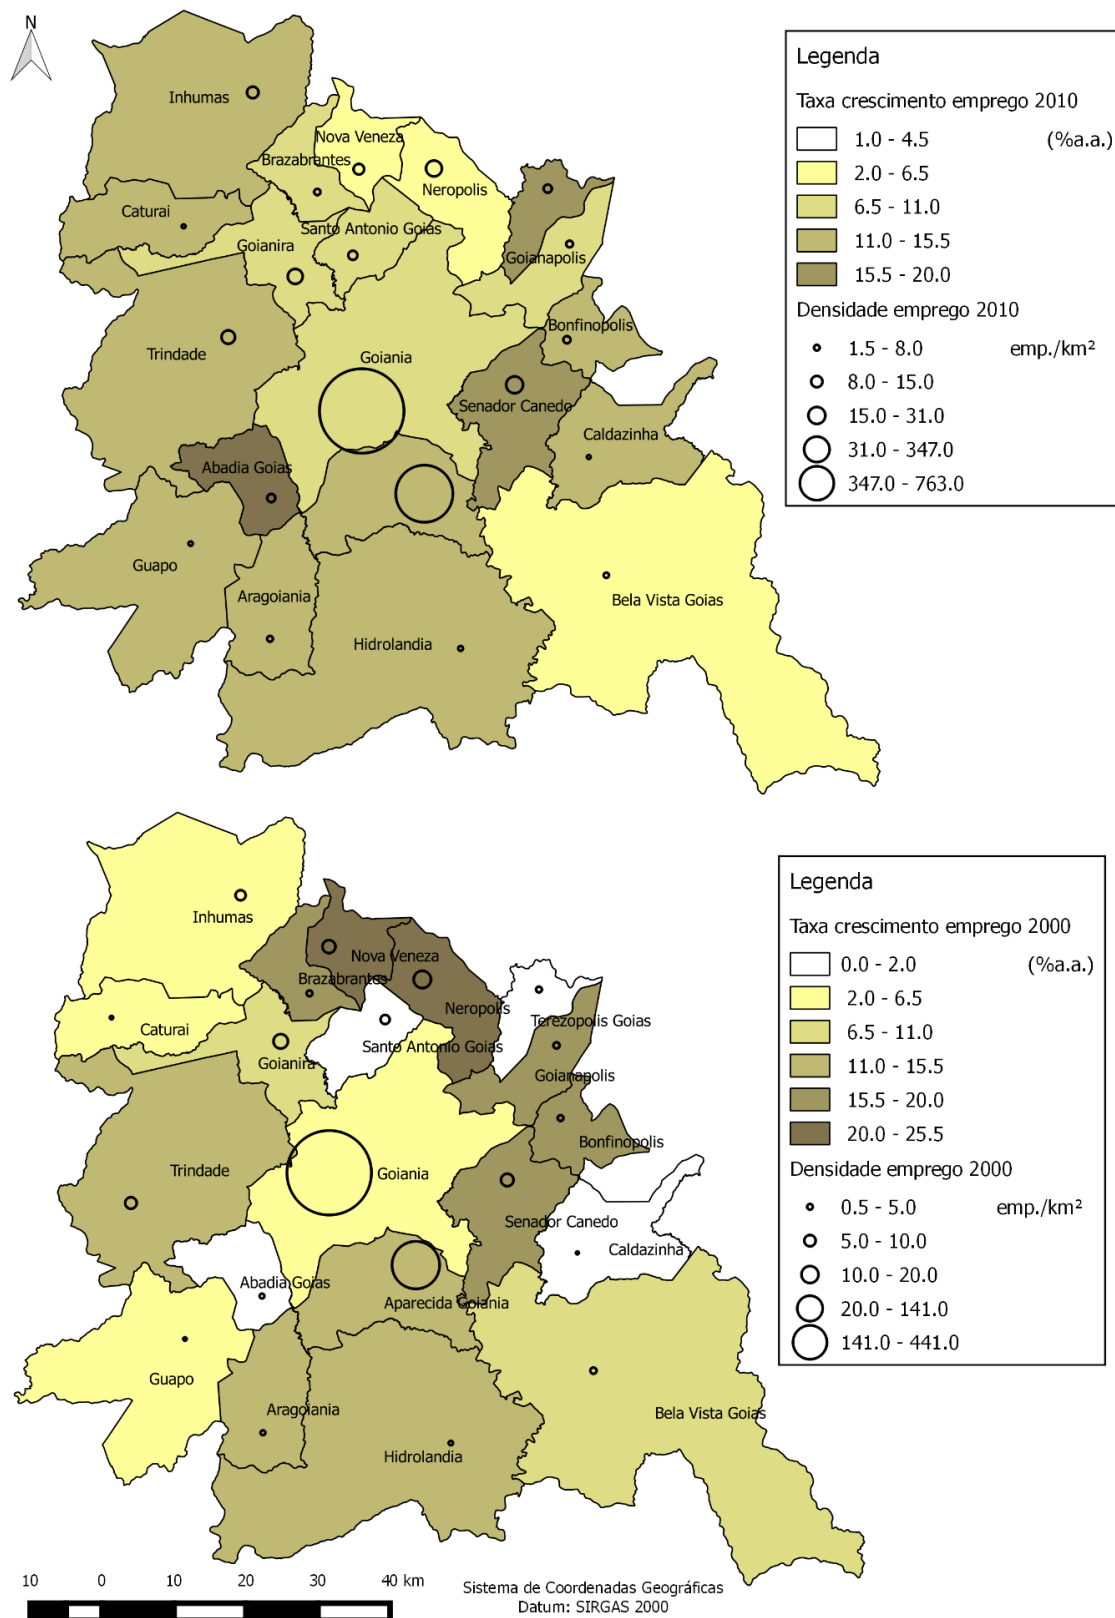 N
Inhumas
Nova Veneza
Brazabrantes
Neropolis
Caturai
Santo Antonio Goias
Goianira
Goianapolis
Bonfinopolis
Trindade
Goiania
Senador Canedo
Caldazinha
Abadia Goias
Guapo
Aragoiania
Bela Vista Goias
Hidrolandia
Legenda
Taxa crescimento emprego 2010
1.0 - 4.5 (%a.a.)
2.0 - 6.5
6.5 - 11.0
11.0 - 15.5
15.5 - 20.0
Densidade emprego 2010
1.5 - 8.0 emp./km²
8.0 - 15.0
15.0 - 31.0
31.0 - 347.0
347.0 - 763.0
Inhumas
Nova Veneza
Brazabrantes
Neropolis
Terezopolis Goias
Caturai
Santo Antonio Goias
Goianira
Goianapolis
Bonfinopolis
Trindade
Goiania
Senador Canedo
Caldazinha
Abadia Goias
Aparecida Goiania
Guapo
Aragoiania
Bela Vista Goias
Hidrolandia
Legenda
Taxa crescimento emprego 2000
0.0 - 2.0 (%a.a.)
2.0 - 6.5
6.5 - 11.0
11.0 - 15.5
15.5 - 20.0
20.0 - 25.5
Densidade emprego 2000
0.5 - 5.0 emp./km²
5.0 - 10.0
10.0 - 20.0
20.0 - 141.0
141.0 - 441.0
10 0 10 20 30 40 km
Sistema de Coordenadas Geográficas
Datum: SIRGAS 2000